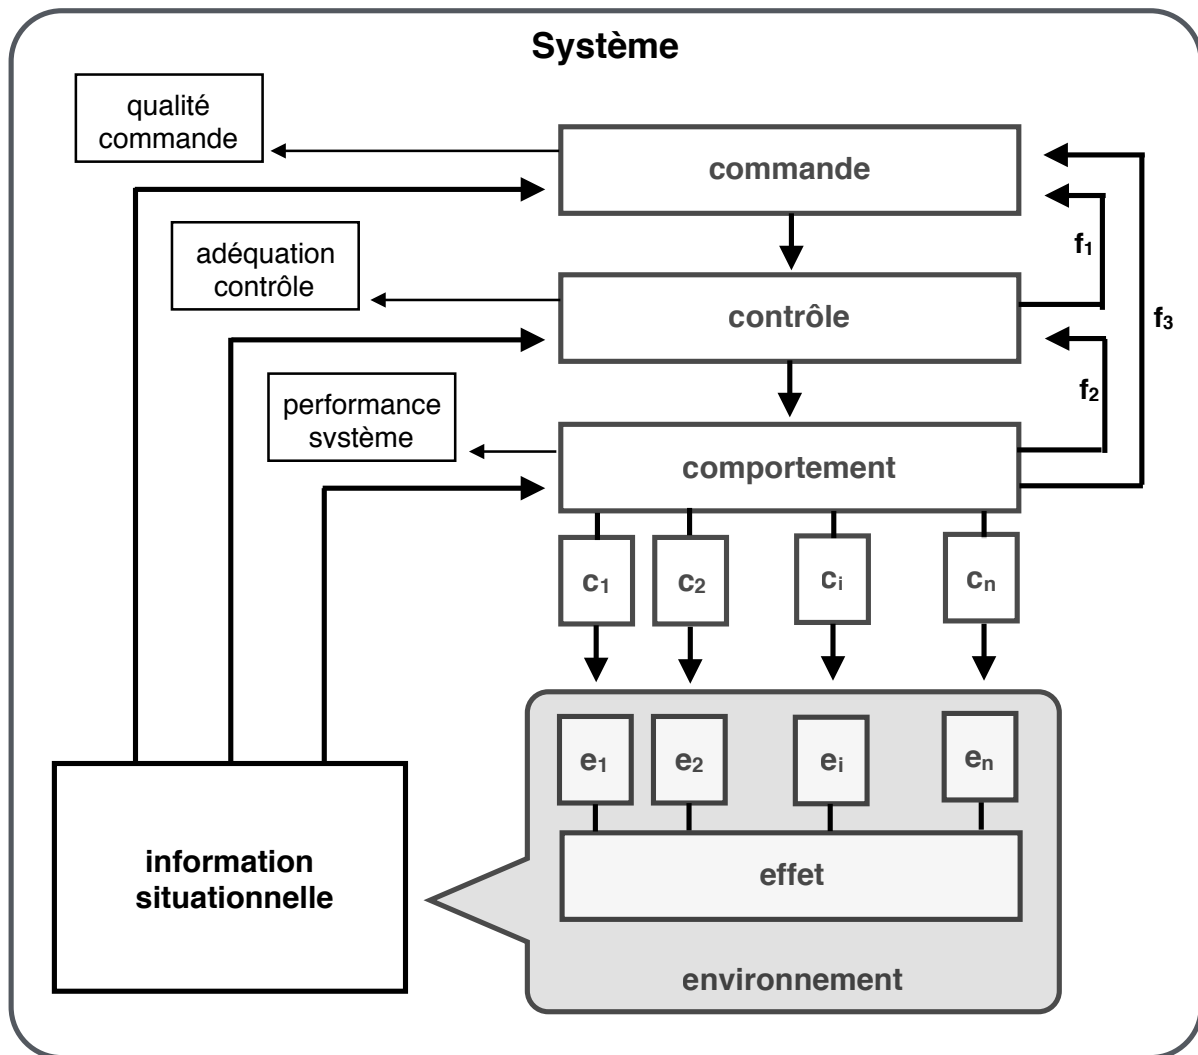 Système
qualité
commande
commande
f₁
adéquation
contrôle
contrôle
f₃
f₂
performance
système
comportement
c₁ c₂ cᵢ cₙ
e₁ e₂ eᵢ eₙ
information
situationnelle
effet
environnement